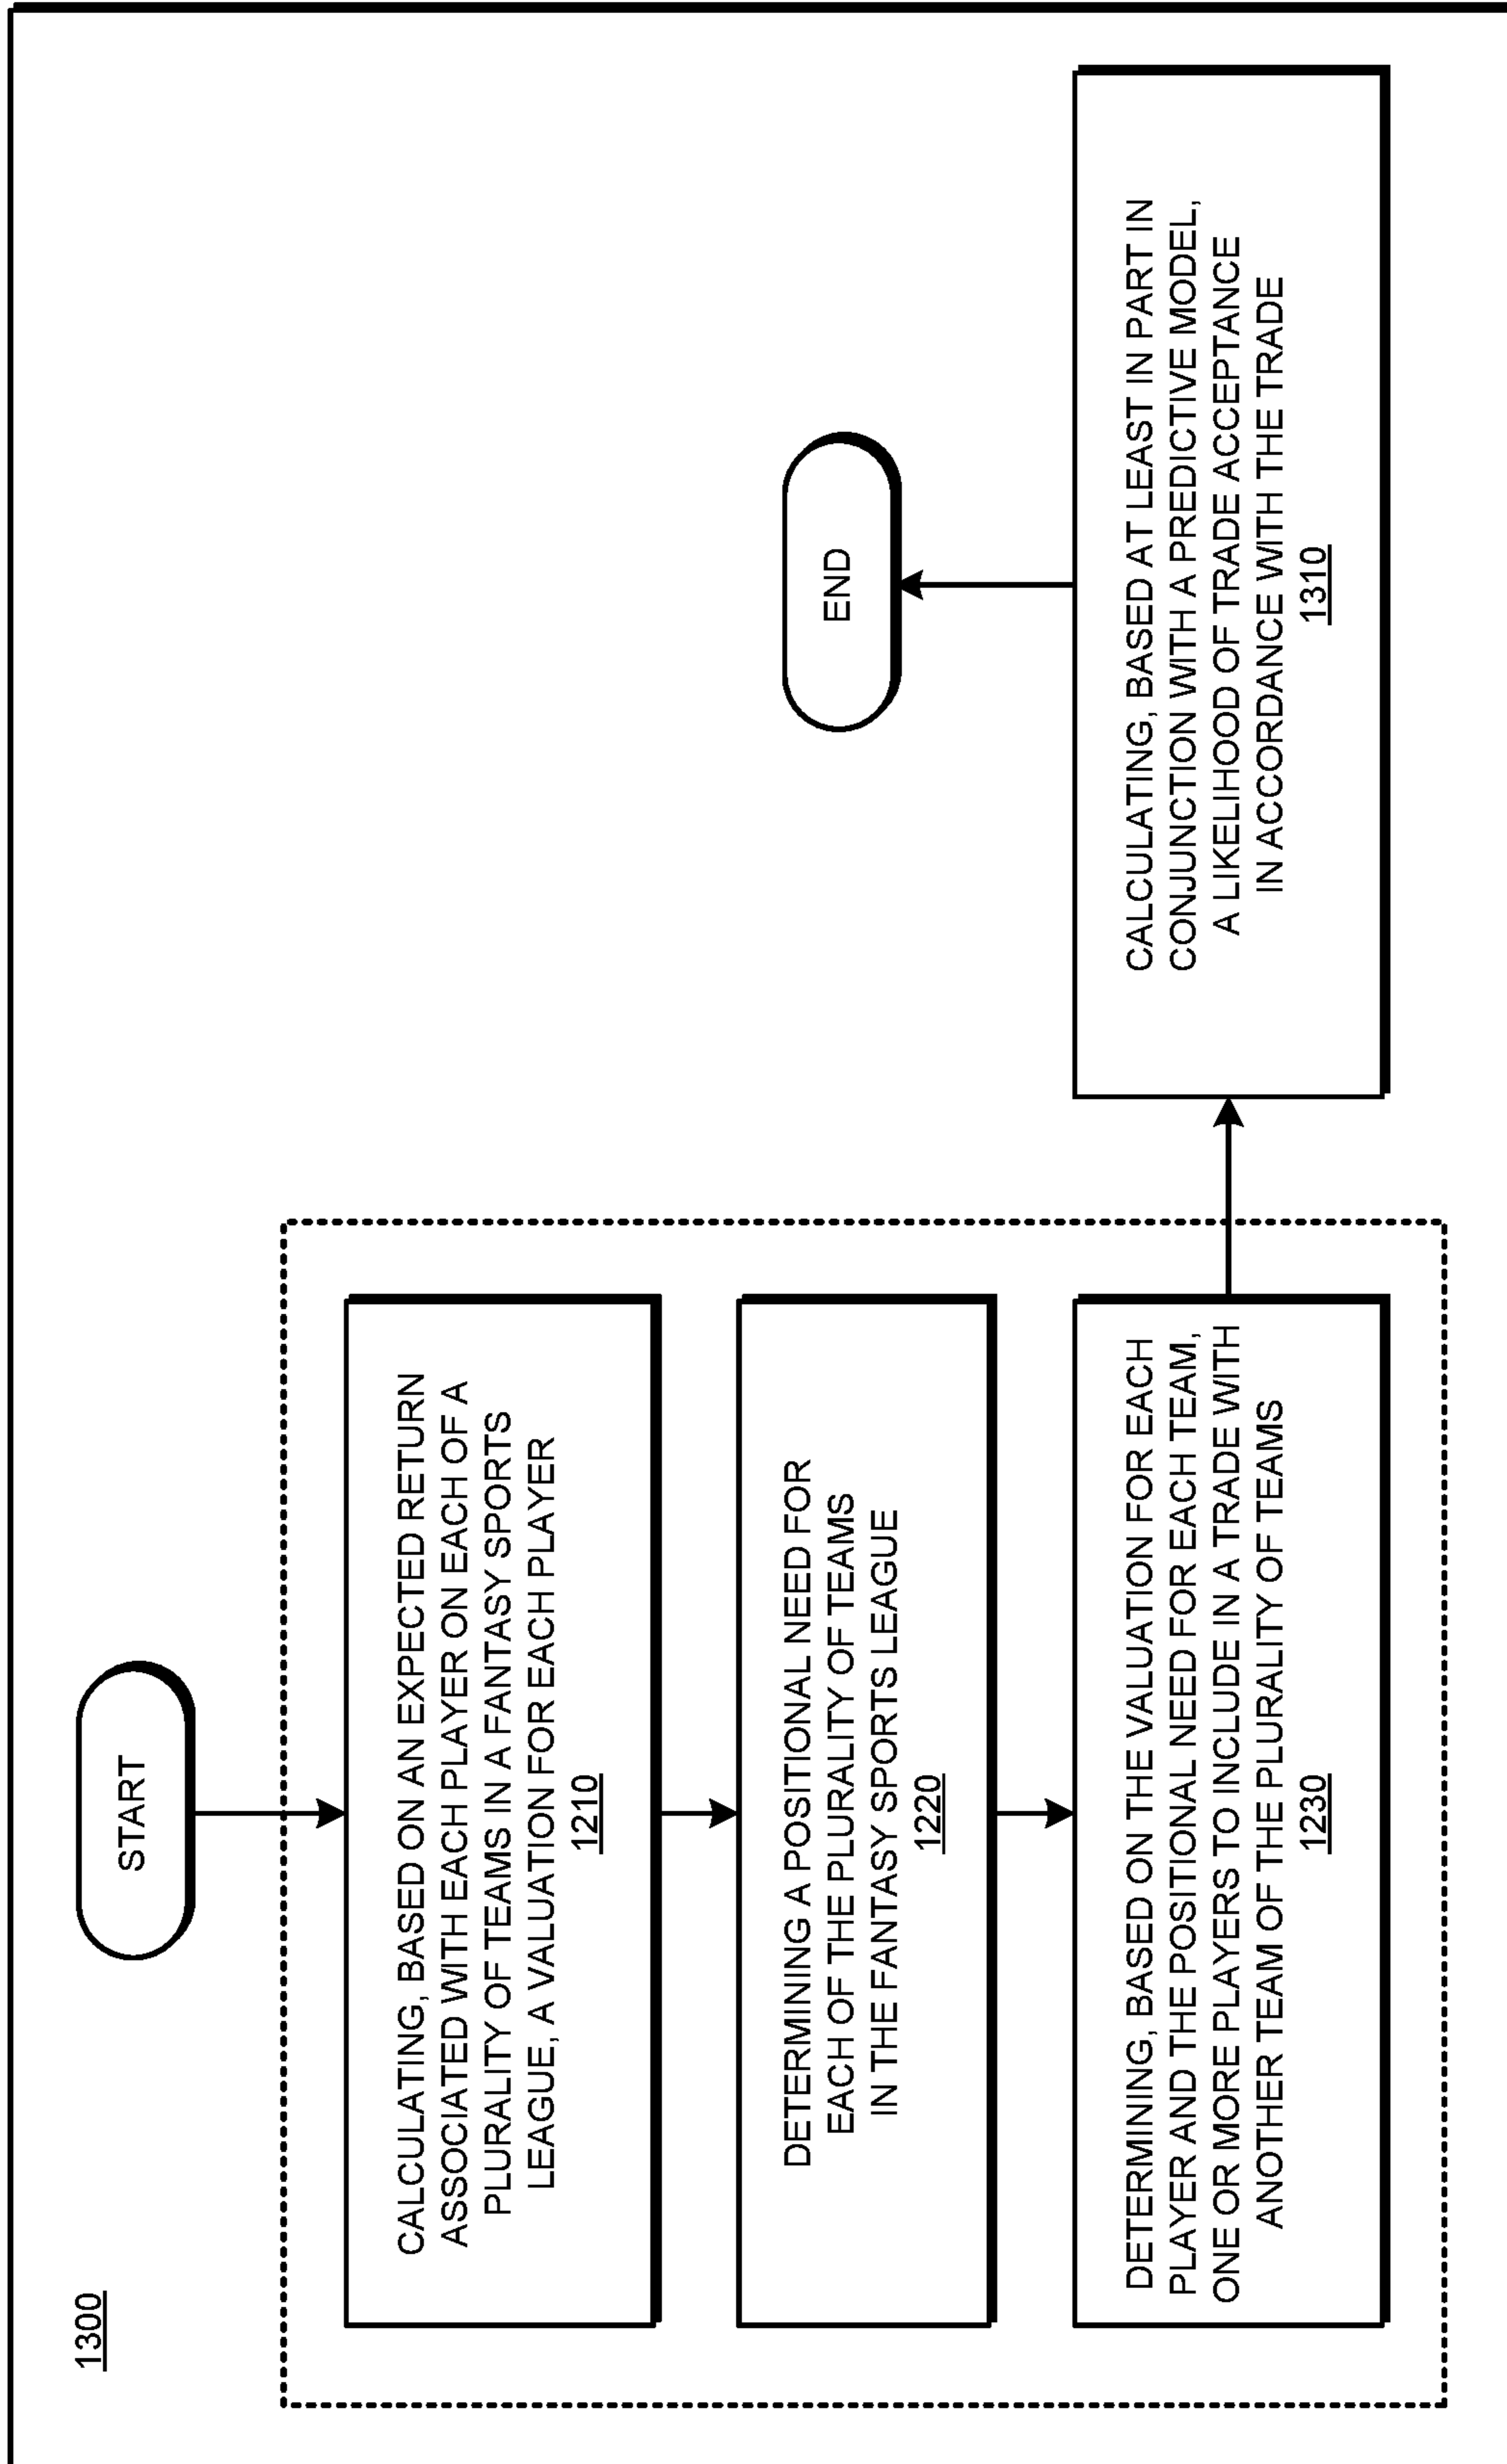 1300
START
CALCULATING, BASED ON AN EXPECTED RETURN
ASSOCIATED WITH EACH PLAYER ON EACH OF A
PLURALITY OF TEAMS IN A FANTASY SPORTS
LEAGUE, A VALUATION FOR EACH PLAYER
1210
DETERMINING A POSITIONAL NEED FOR
EACH OF THE PLURALITY OF TEAMS
IN THE FANTASY SPORTS LEAGUE
1220
DETERMINING, BASED ON THE VALUATION FOR EACH
PLAYER AND THE POSITIONAL NEED FOR EACH TEAM,
ONE OR MORE PLAYERS TO INCLUDE IN A TRADE WITH
ANOTHER TEAM OF THE PLURALITY OF TEAMS
1230
CALCULATING, BASED AT LEAST IN PART IN
CONJUNCTION WITH A PREDICTIVE MODEL,
A LIKELIHOOD OF TRADE ACCEPTANCE
IN ACCORDANCE WITH THE TRADE
1310
END